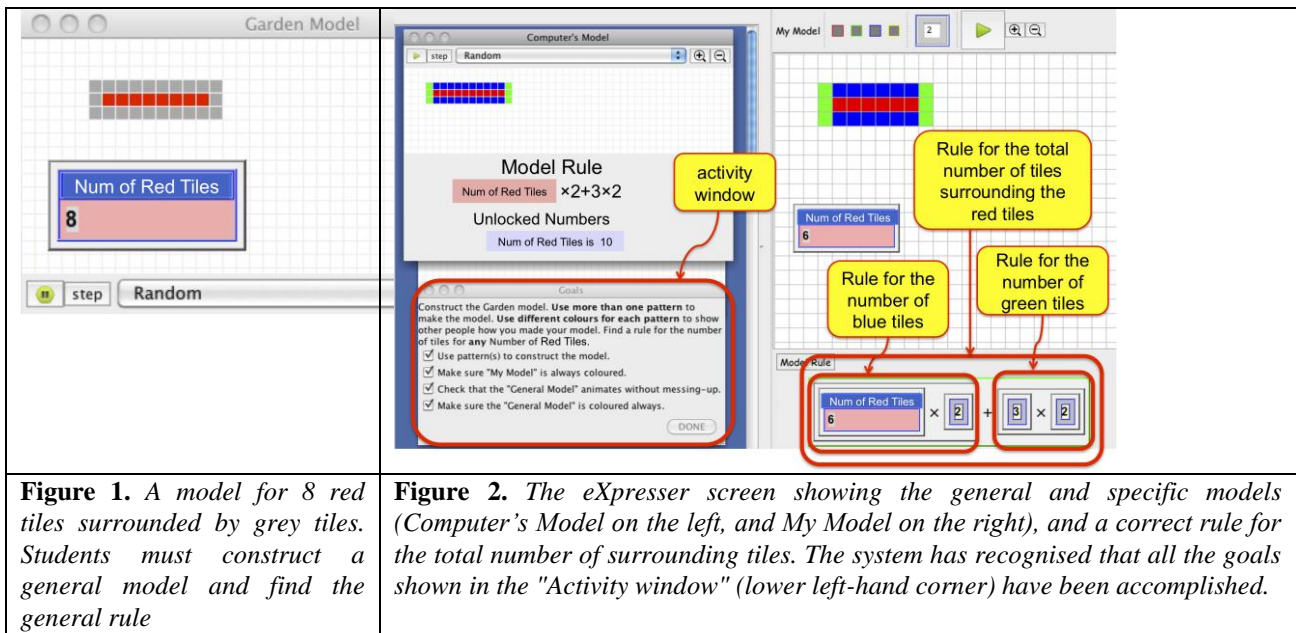 Garden Model
Num of Red Tiles
8
step Random
Computer's Model
step Random
Model Rule
Num of Red Tiles ×2+3×2
Unlocked Numbers
Num of Red Tiles is 10
activity
window
Goals
Construct the Garden model. Use more than one pattern to
make the model. Use different colours for each pattern to show
other people how you made your model. Find a rule for the number
of tiles for any Number of Red Tiles.
Use pattern(s) to construct the model.
Make sure "My Model" is always coloured.
Check that the "General Model" animates without messing-up.
Make sure the "General Model" is coloured always.
DONE
My Model 2
Rule for the total
number of tiles
surrounding the
red tiles
Num of Red Tiles
6
Rule for the
number of
blue tiles
Rule for the
number of
green tiles
Model Rule
Num of Red Tiles
6 × 2 + 3 × 2
Figure 1. A model for 8 red
tiles surrounded by grey tiles.
Students must construct a
general model and find the
general rule
Figure 2. The eXpresser screen showing the general and specific models
(Computer's Model on the left, and My Model on the right), and a correct rule for
the total number of surrounding tiles. The system has recognised that all the goals
shown in the "Activity window" (lower left-hand corner) have been accomplished.